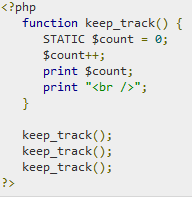 <?php
   function keep_track() {
      STATIC $count = 0;
      $count++;
      print $count;
      print "<br />";
   }

   keep_track();
   keep_track();
   keep_track();
?>